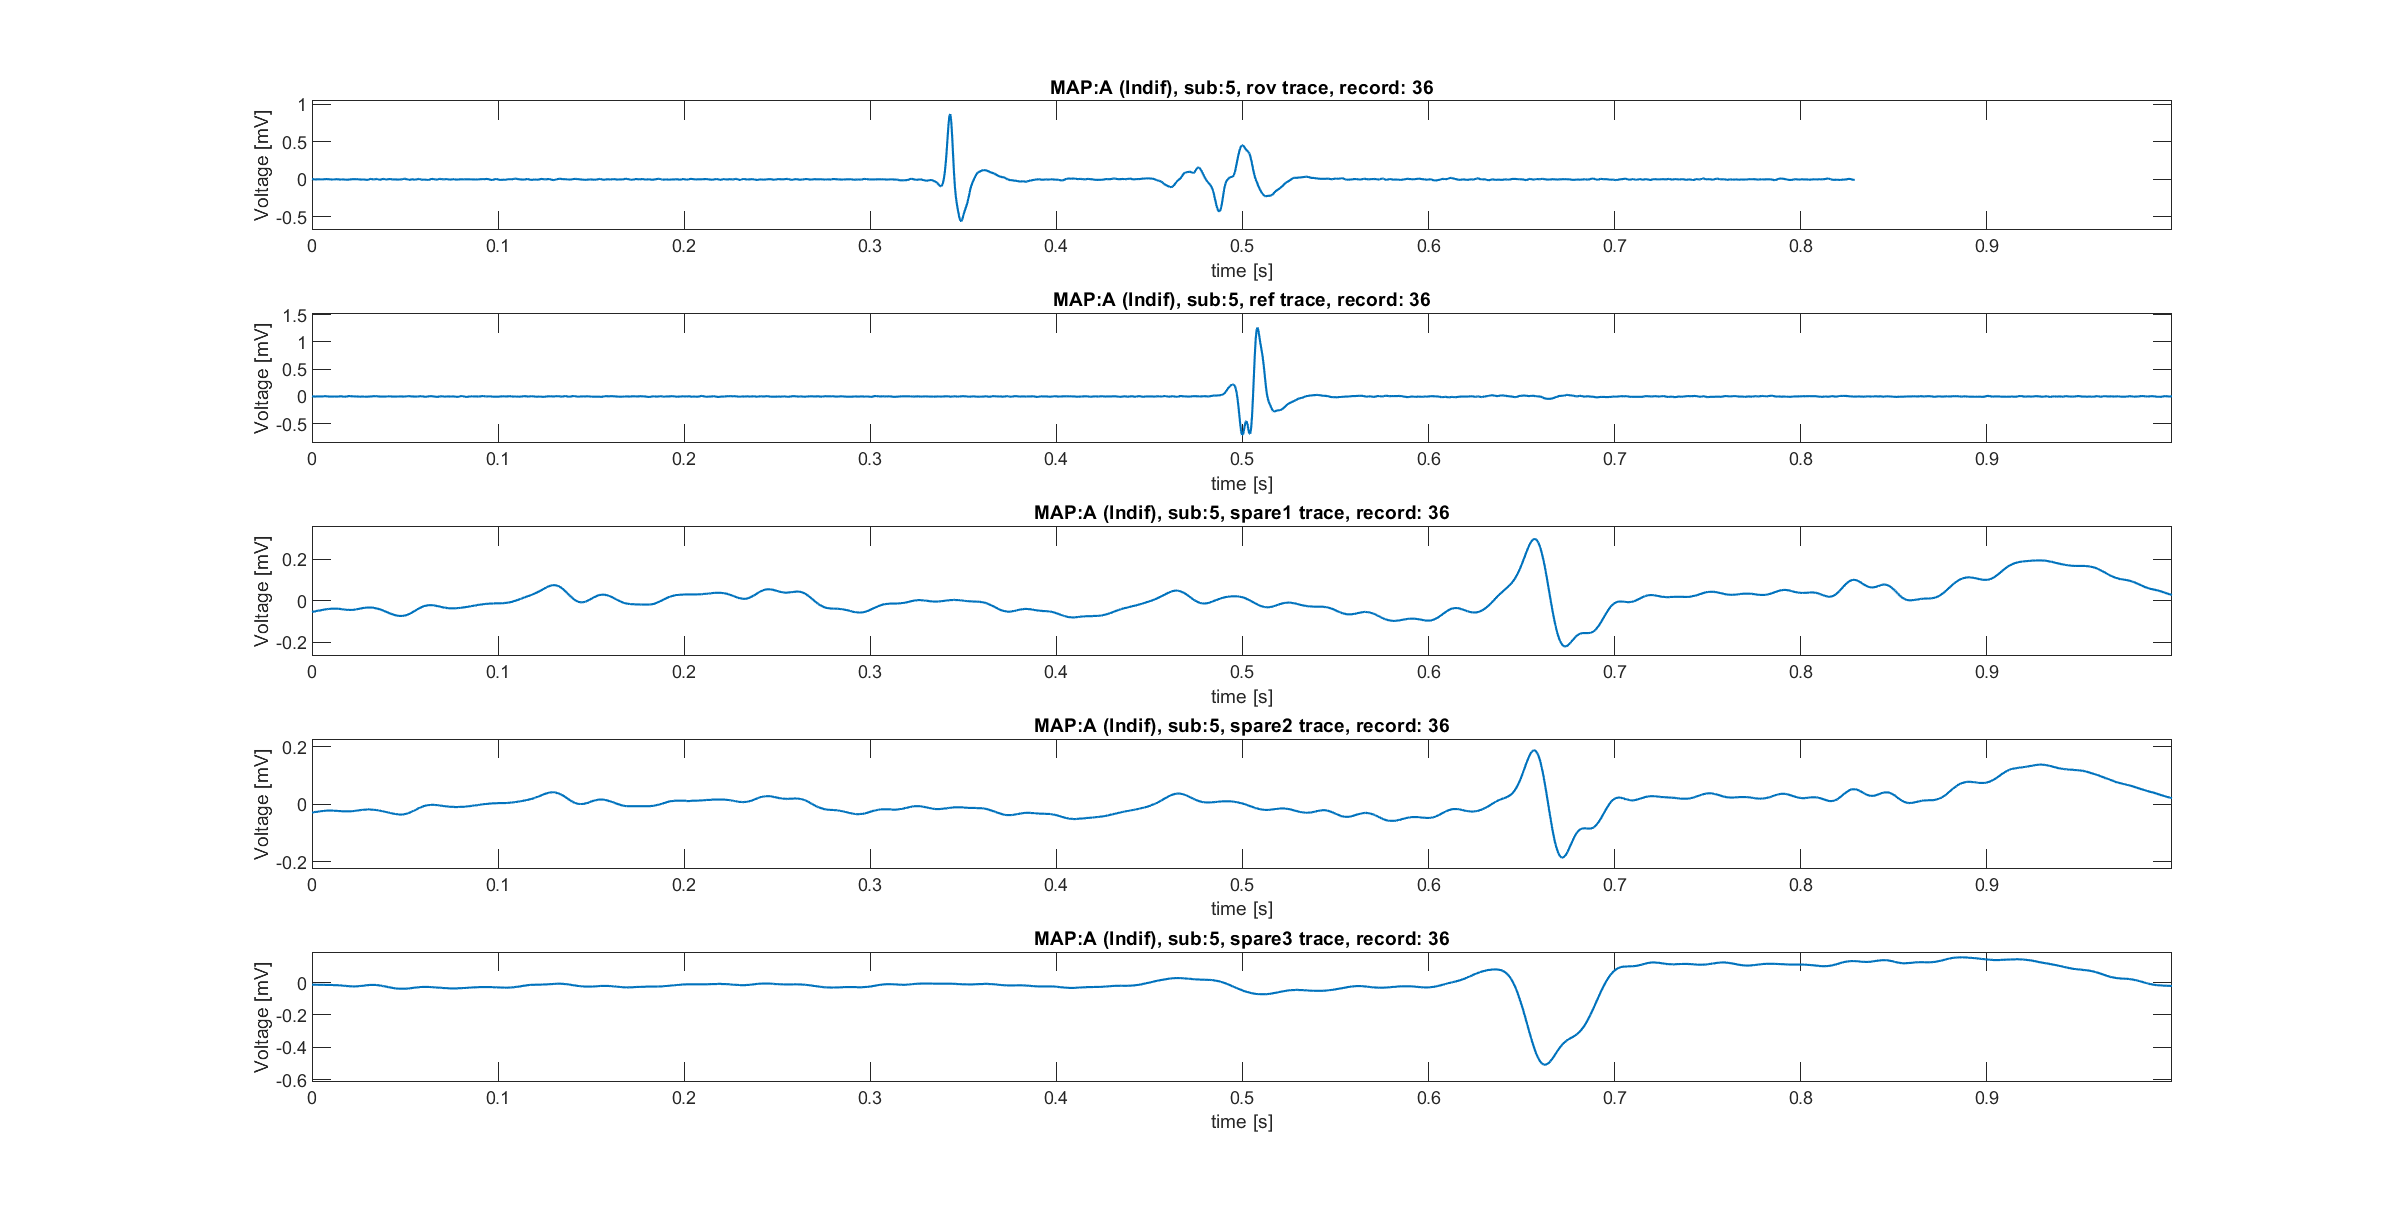 MAP:A (Indif), sub:5, rov trace, record: 36
Voltage [mV]
1
0.5
0
-0.5
0 0.1 0.2 0.3 0.4 0.5 0.6 0.7 0.8 0.9
time [s]
MAP:A (Indif), sub:5, ref trace, record: 36
Voltage [mV]
1.5
1
0.5
0
-0.5
0 0.1 0.2 0.3 0.4 0.5 0.6 0.7 0.8 0.9
time [s]
MAP:A (Indif), sub:5, spare1 trace, record: 36
Voltage [mV]
0.2
0
-0.2
0 0.1 0.2 0.3 0.4 0.5 0.6 0.7 0.8 0.9
time [s]
MAP:A (Indif), sub:5, spare2 trace, record: 36
Voltage [mV]
0.2
0
-0.2
0 0.1 0.2 0.3 0.4 0.5 0.6 0.7 0.8 0.9
time [s]
MAP:A (Indif), sub:5, spare3 trace, record: 36
Voltage [mV]
0
-0.2
-0.4
-0.6
0 0.1 0.2 0.3 0.4 0.5 0.6 0.7 0.8 0.9
time [s]